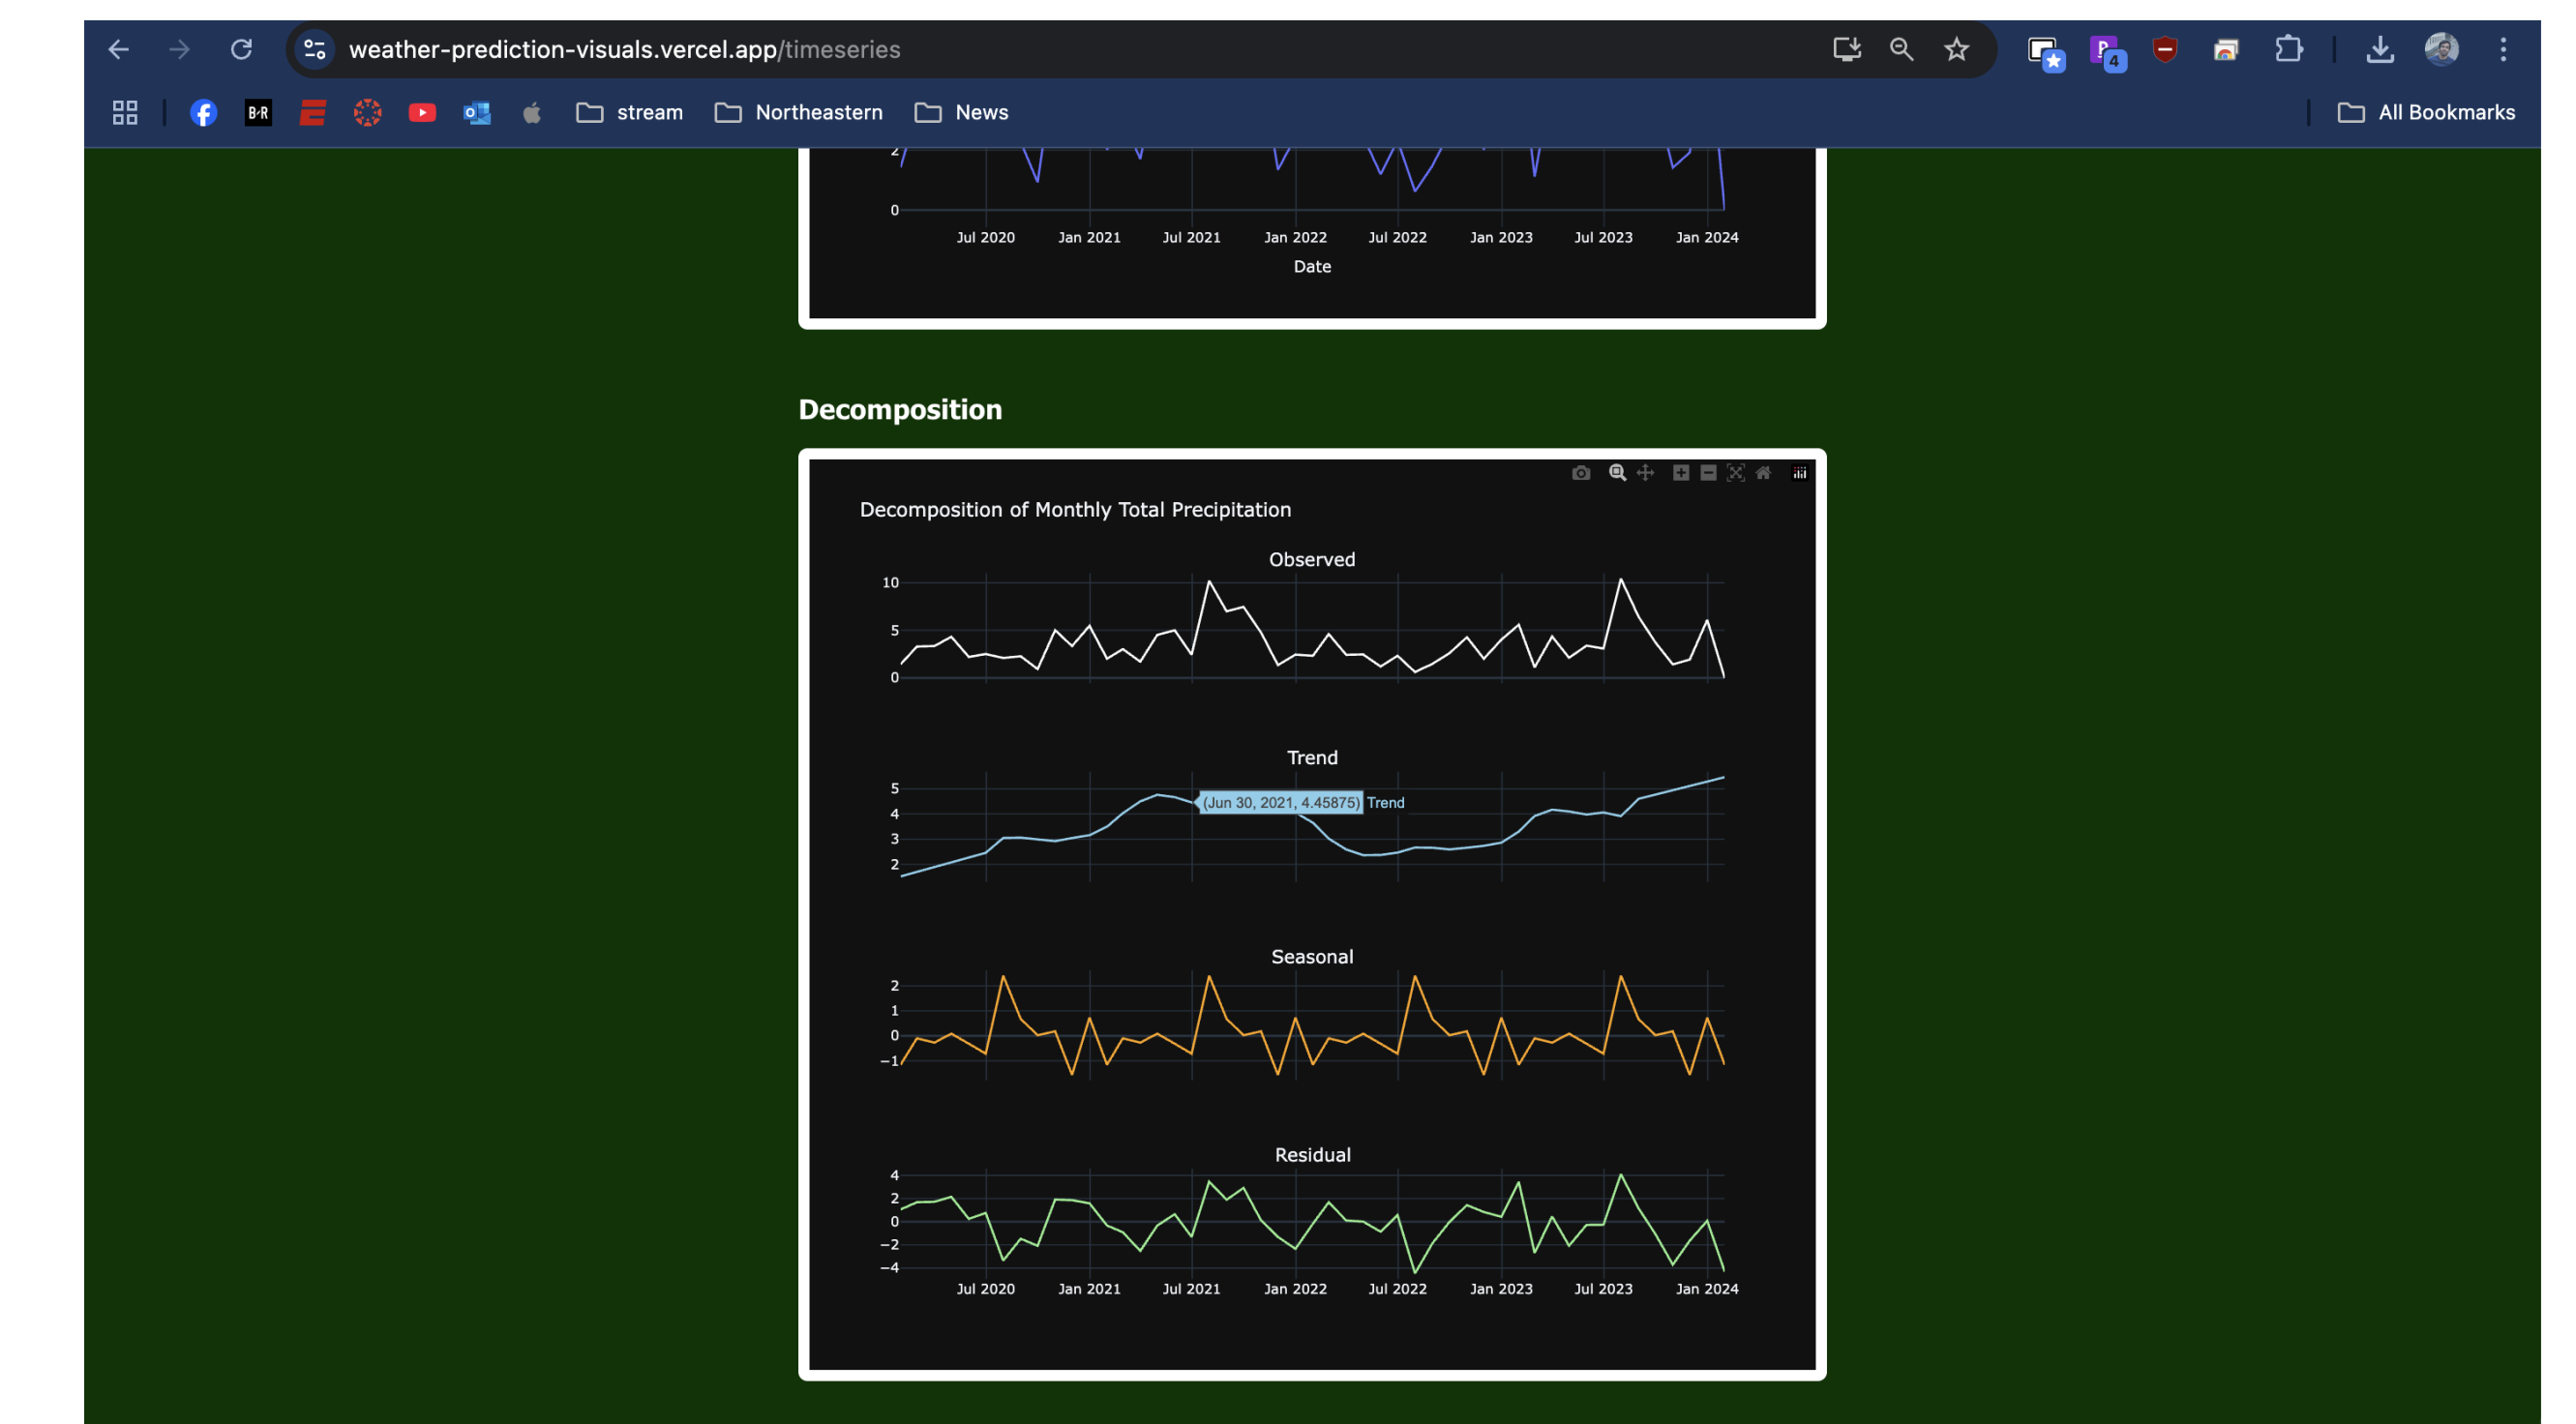 weather-prediction-visuals.vercel.app/timeseries
4
B·R
stream
Northeastern
News
All Bookmarks
2
0
Jul 2020 Jan 2021 Jul 2021 Jan 2022 Jul 2022 Jan 2023 Jul 2023 Jan 2024
Date
Decomposition
Decomposition of Monthly Total Precipitation
Observed
10
5
0
Trend
5
4
3
2
(Jun 30, 2021, 4.45875) Trend
Seasonal
2
1
0
−1
Residual
4
2
0
−2
−4
Jul 2020 Jan 2021 Jul 2021 Jan 2022 Jul 2022 Jan 2023 Jul 2023 Jan 2024